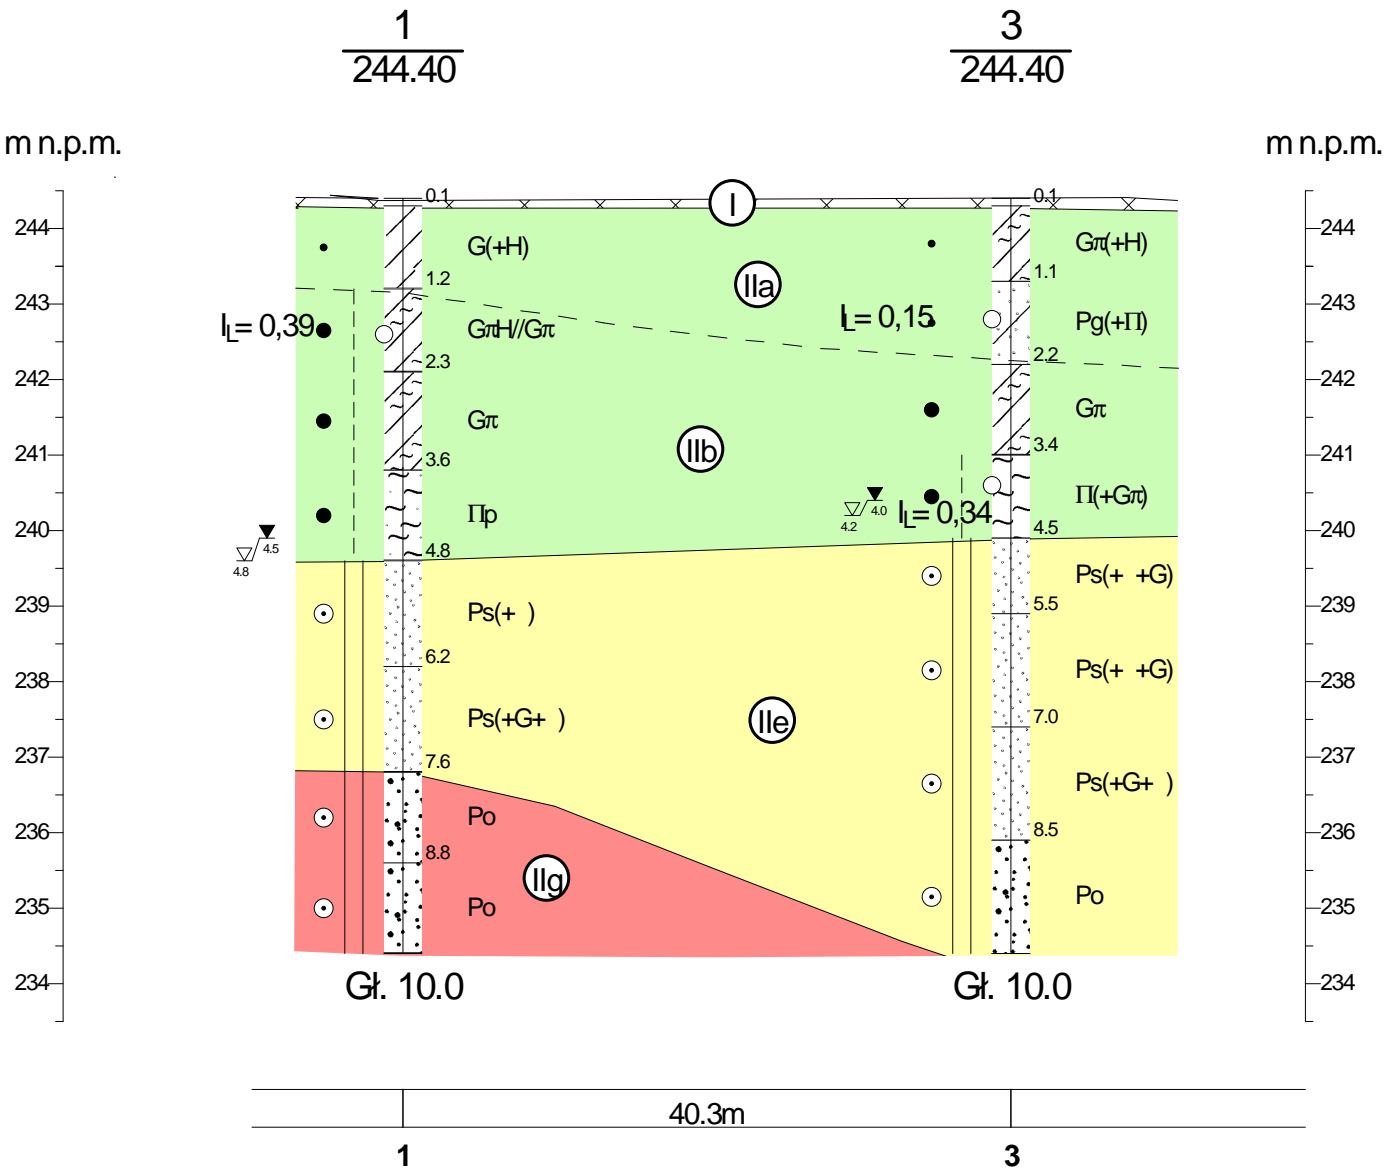 1 3
244.40 244.40
m n.p.m. m n.p.m.
0.1 I 0.1
244 244
G(+H) Gπ(+H)
1.2 IIa 1.1
243 243
I_L= 0,39 GπH//Gπ I_L= 0,15 Pg(+Π)
2.3 2.2
242 242
Gπ Gπ
241 3.6 IIb 3.4 241
Πp 4.0 Π(+Gπ)
4.2 I_L= 0,34
240 240
4.5 4.8 4.5
4.8
Ps(+ +G)
239 Ps(+ ) 5.5 239
6.2 Ps(+ +G)
238 238
Ps(+G+ ) IIe 7.0
237 7.6 237
Ps(+G+ )
236 Po 8.5 236
8.8
IIg Po
235 Po 235
234 Gł. 10.0 Gł. 10.0 234
40.3m
1 3